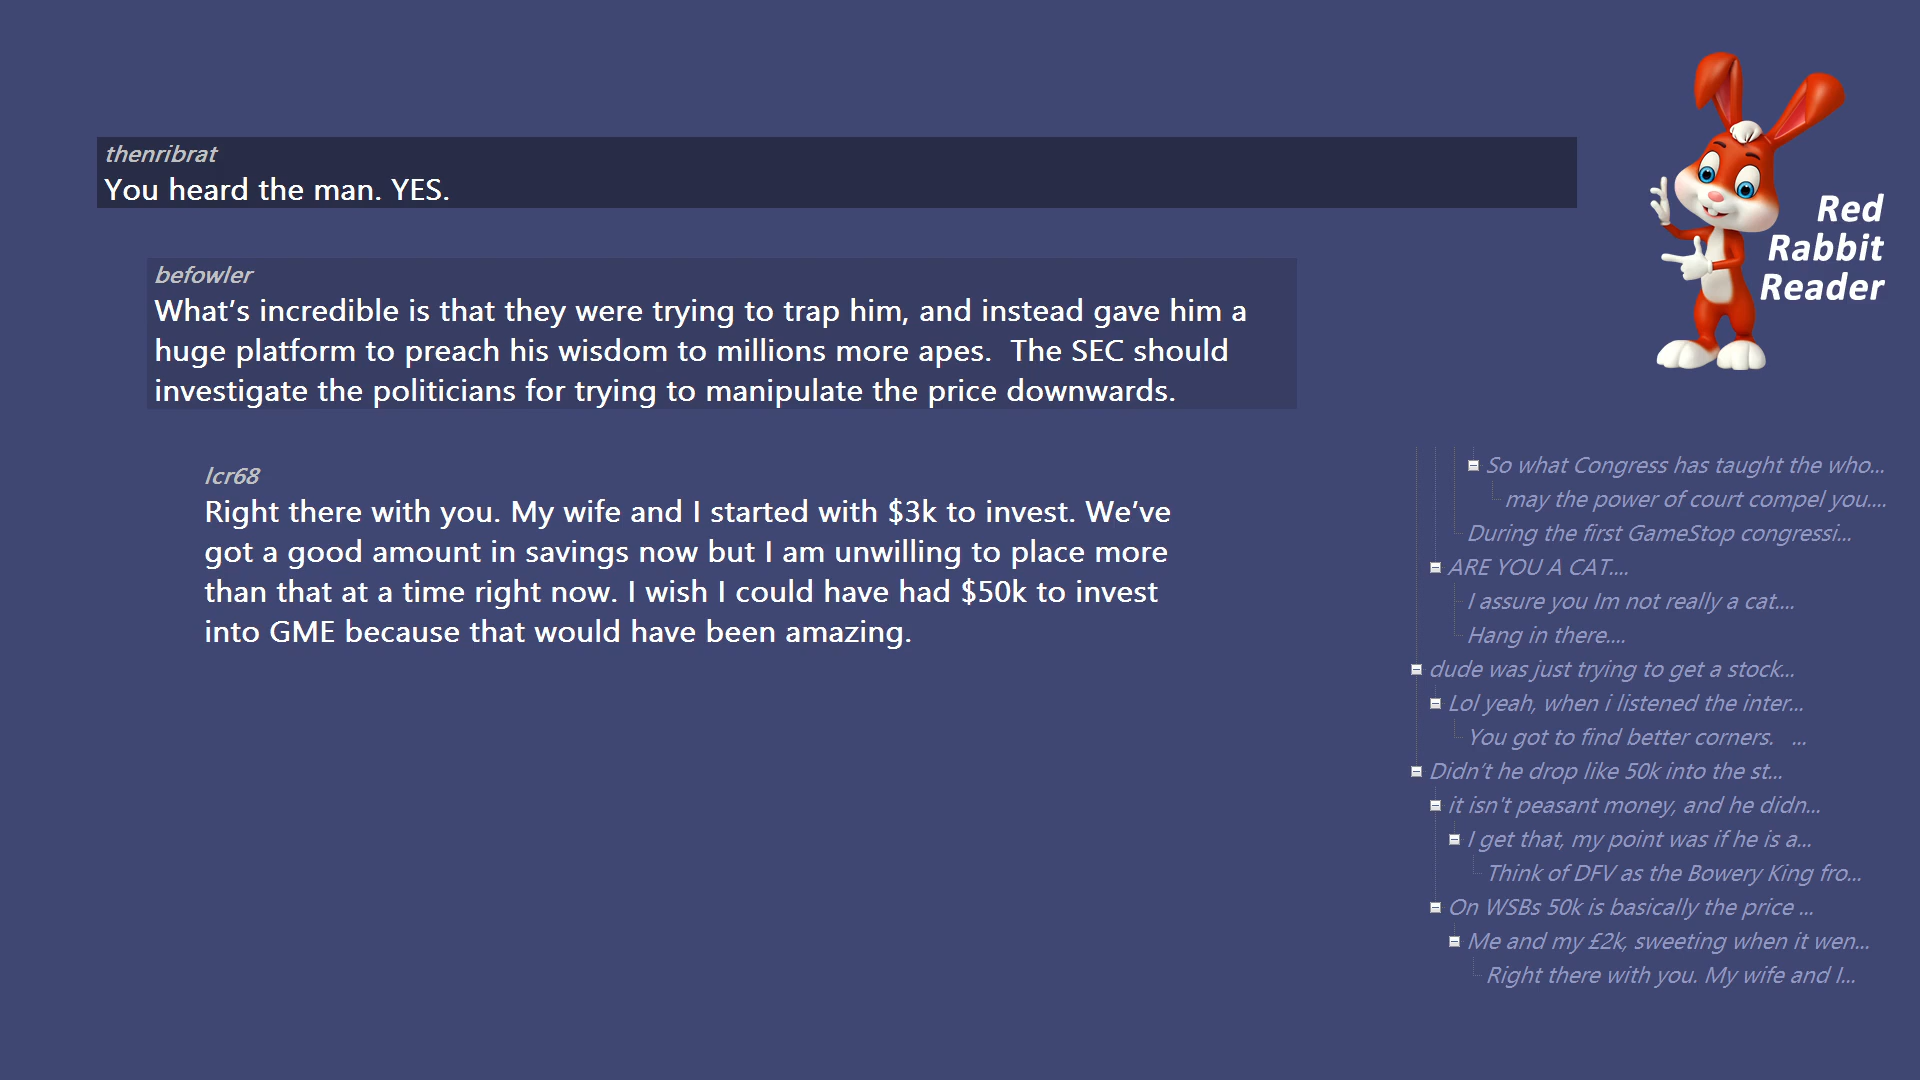 thenribrat
You heard the man. YES.
befowler
What’s incredible is that they were trying to trap him, and instead gave him a
huge platform to preach his wisdom to millions more apes.  The SEC should
investigate the politicians for trying to manipulate the price downwards.
lcr68
Right there with you. My wife and I started with $3k to invest. We’ve
got a good amount in savings now but I am unwilling to place more
than that at a time right now. I wish I could have had $50k to invest
into GME because that would have been amazing.
Red
Rabbit
Reader
So what Congress has taught the who...
may the power of court compel you....
During the first GameStop congressi...
ARE YOU A CAT....
I assure you Im not really a cat....
Hang in there....
dude was just trying to get a stock...
Lol yeah, when i listened the inter...
You got to find better corners.  ...
Didn’t he drop like 50k into the st...
it isn't peasant money, and he didn...
I get that, my point was if he is a...
Think of DFV as the Bowery King fro...
On WSBs 50k is basically the price ...
Me and my £2k, sweeting when it wen...
Right there with you. My wife and I...